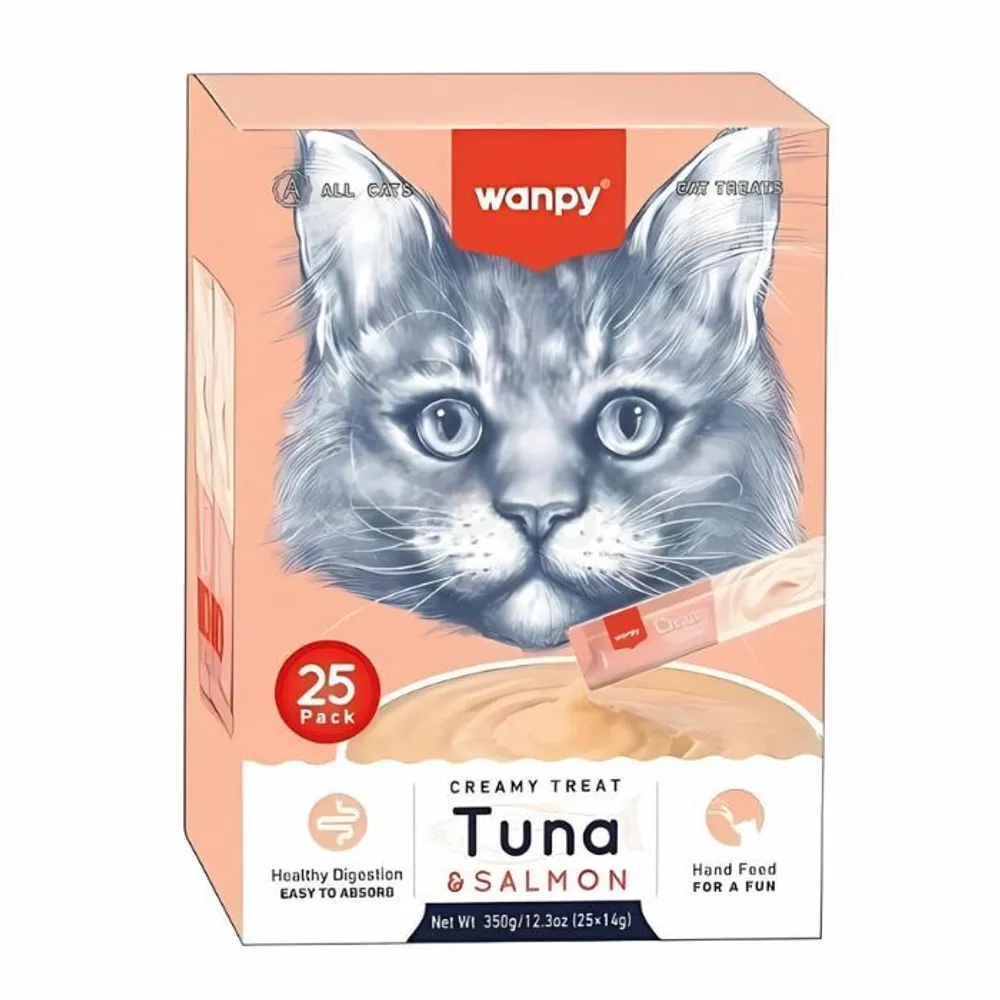 A ALL CATS
wanpy®
CAT TREATS
wanpy Creamy
25
Pack
CREAMY TREAT
Tuna
& SALMON
Healthy Digestion
EASY TO ABSORB
Hand Feed
FOR A FUN
Net Wt 350g/12.3oz (25×14g)